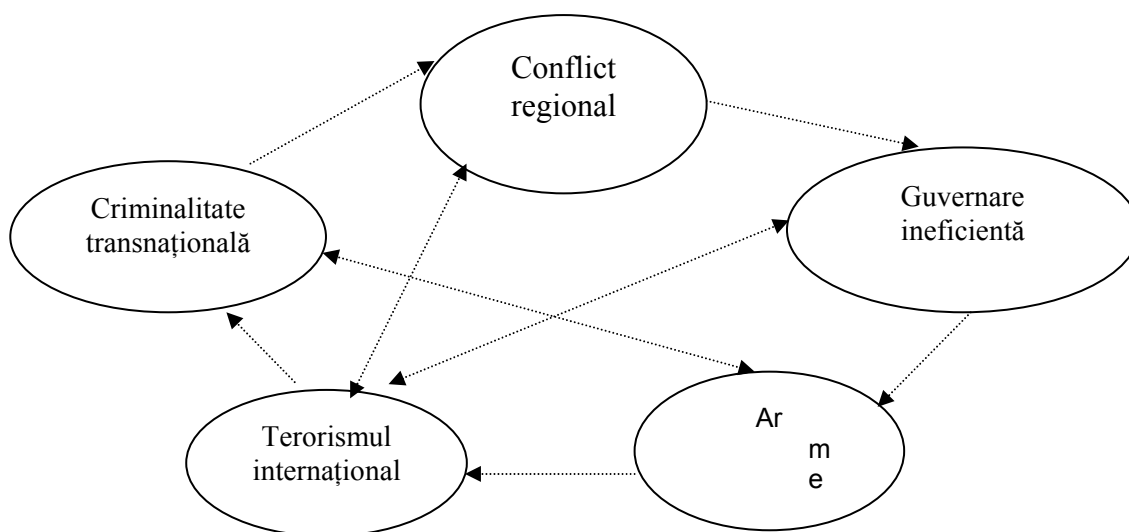 Conflict
regional
Criminalitate
transnațională
Guvernare
ineficientă
Terorismul
internațional
Ar
m
e